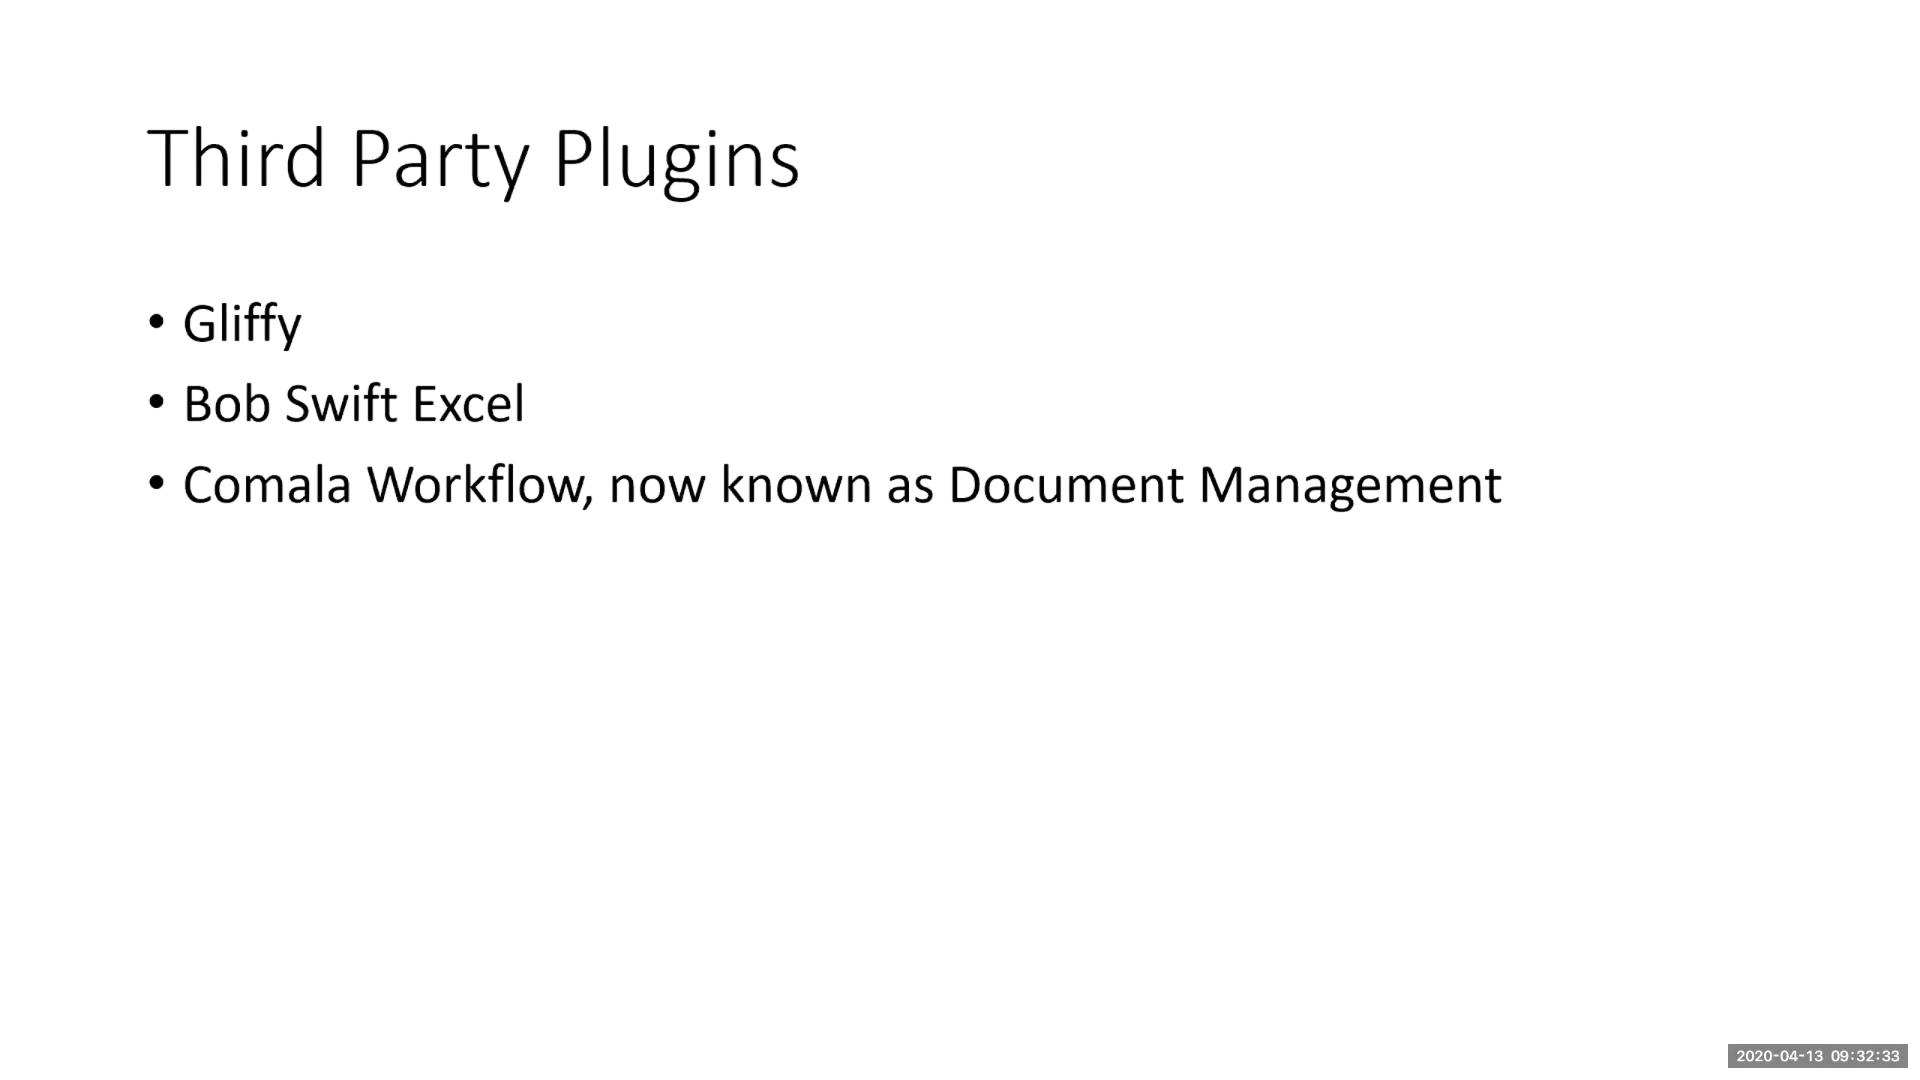 Third Party Plugins
• Gliffy
• Bob Swift Excel
• Comala Workflow, now known as Document Management
2020-04-13 09:32:33